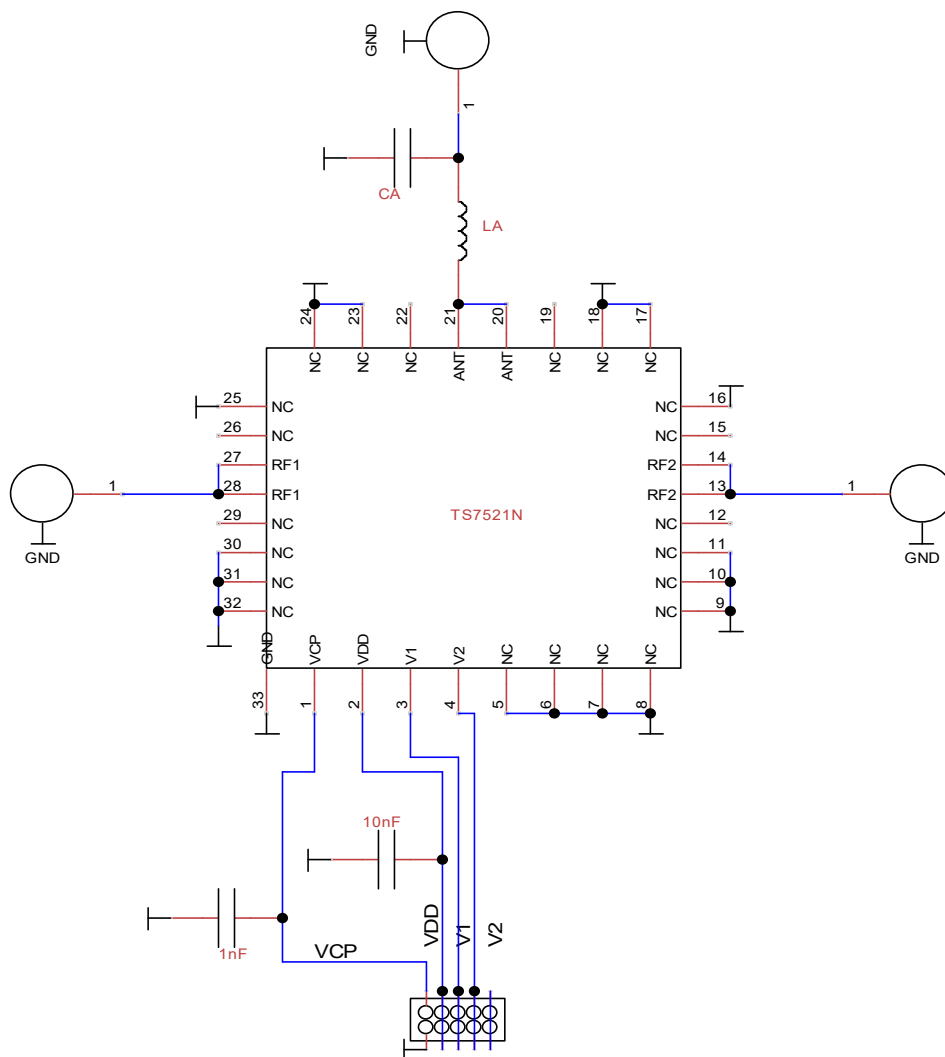 GND
1
CA
LA
24 23 22 21 20 19 18 17
NC NC NC ANT ANT NC NC NC
25 NC NC 16
26 NC NC 15
27 RF1 RF2 14
1 28 RF1 TS7521N RF2 13 1
29 NC NC 12
GND 30 NC NC 11 GND
31 NC NC 10
32 NC NC 9
GND VCP VDD V1 V2 NC NC NC NC
33 1 2 3 4 5 6 7 8
10nF
1nF
VCP VDD V1 V2